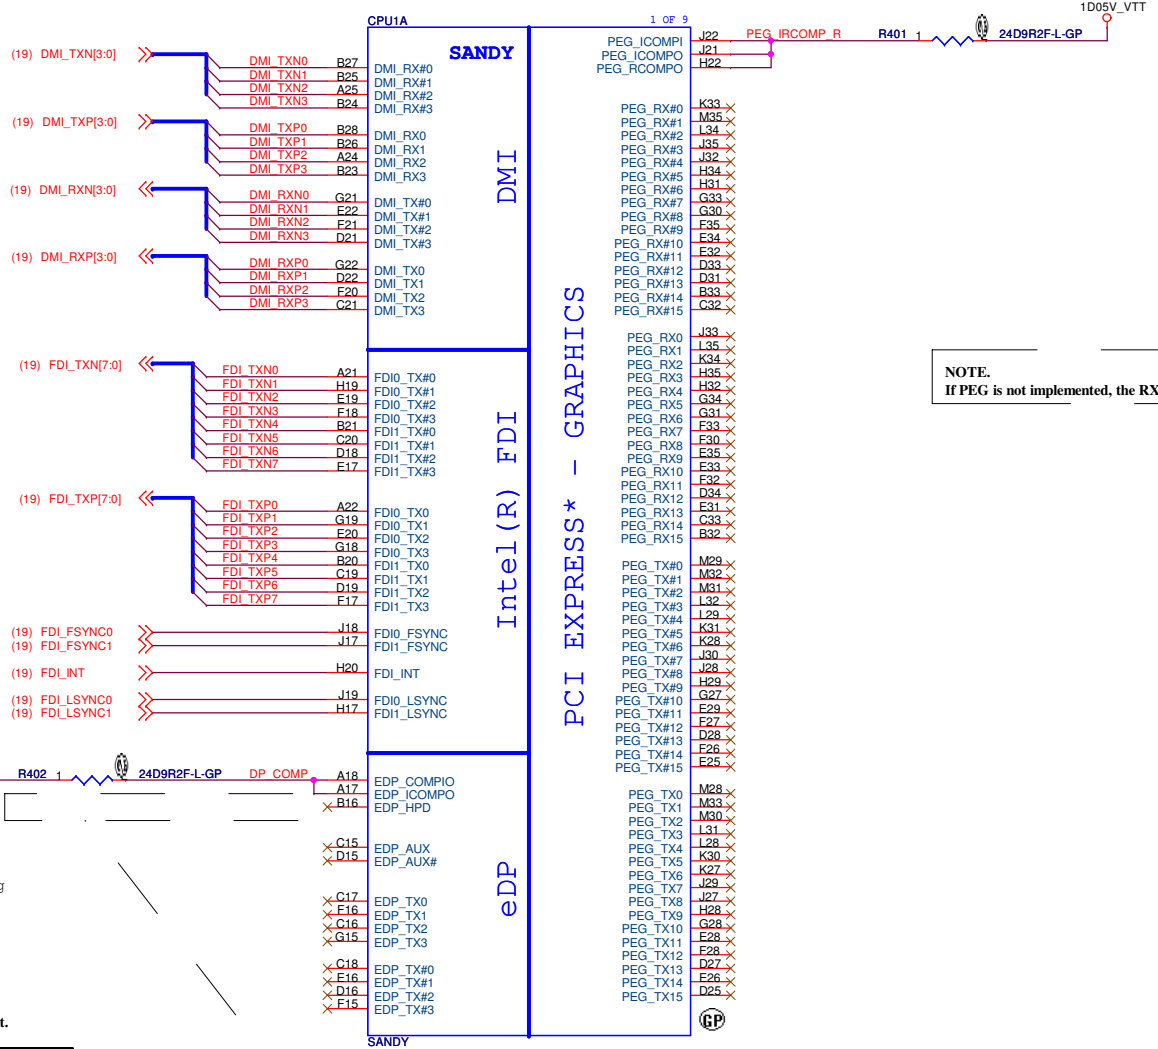 1D05V_VTT
CPU1A
1 OF 9
SANDY
PEG_ICOMPI J22 PEG_IRCOMP_R R401 1 24D9R2F-L-GP
PEG_ICOMPO J21
PEG_RCOMPO H22
(19) DMI_TXN[3:0]
DMI_TXN0 B27 DMI_RX#0
DMI_TXN1 B25 DMI_RX#1
DMI_TXN2 A25 DMI_RX#2
DMI_TXN3 B24 DMI_RX#3
(19) DMI_TXP[3:0]
DMI_TXP0 B28 DMI_RX0
DMI_TXP1 B26 DMI_RX1
DMI_TXP2 A24 DMI_RX2
DMI_TXP3 B23 DMI_RX3
(19) DMI_RXN[3:0]
DMI_RXN0 G21 DMI_TX#0
DMI_RXN1 E22 DMI_TX#1
DMI_RXN2 F21 DMI_TX#2
DMI_RXN3 D21 DMI_TX#3
(19) DMI_RXP[3:0]
DMI_RXP0 G22 DMI_TX0
DMI_RXP1 D22 DMI_TX1
DMI_RXP2 F20 DMI_TX2
DMI_RXP3 C21 DMI_TX3
DMI
(19) FDI_TXN[7:0]
FDI_TXN0 A21 FDI0_TX#0
FDI_TXN1 H19 FDI0_TX#1
FDI_TXN2 E19 FDI0_TX#2
FDI_TXN3 F18 FDI0_TX#3
FDI_TXN4 B21 FDI1_TX#0
FDI_TXN5 C20 FDI1_TX#1
FDI_TXN6 D18 FDI1_TX#2
FDI_TXN7 E17 FDI1_TX#3
(19) FDI_TXP[7:0]
FDI_TXP0 A22 FDI0_TX0
FDI_TXP1 G19 FDI0_TX1
FDI_TXP2 E20 FDI0_TX2
FDI_TXP3 G18 FDI0_TX3
FDI_TXP4 B20 FDI1_TX0
FDI_TXP5 C19 FDI1_TX1
FDI_TXP6 D19 FDI1_TX2
FDI_TXP7 F17 FDI1_TX3
(19) FDI_FSYNC0 J18 FDI0_FSYNC
(19) FDI_FSYNC1 J17 FDI1_FSYNC
(19) FDI_INT H20 FDI_INT
(19) FDI_LSYNC0 J19 FDI0_LSYNC
(19) FDI_LSYNC1 H17 FDI1_LSYNC
Intel(R) FDI
R402 1 24D9R2F-L-GP DP_COMP A18 EDP_COMPIO
A17 EDP_ICOMPO
B16 EDP_HPD
C15 EDP_AUX
D15 EDP_AUX#
C17 EDP_TX0
F16 EDP_TX1
C16 EDP_TX2
G15 EDP_TX3
C18 EDP_TX#0
E16 EDP_TX#1
D16 EDP_TX#2
F15 EDP_TX#3
eDP
g
t.
PCI EXPRESS* - GRAPHICS
PEG_RX#0 K33
PEG_RX#1 M35
PEG_RX#2 L34
PEG_RX#3 J35
PEG_RX#4 J32
PEG_RX#5 H34
PEG_RX#6 H31
PEG_RX#7 G33
PEG_RX#8 G30
PEG_RX#9 F35
PEG_RX#10 E34
PEG_RX#11 E32
PEG_RX#12 D33
PEG_RX#13 D31
PEG_RX#14 B33
PEG_RX#15 C32
PEG_RX0 J33
PEG_RX1 L35
PEG_RX2 K34
PEG_RX3 H35
PEG_RX4 H32
PEG_RX5 G34
PEG_RX6 G31
PEG_RX7 F33
PEG_RX8 F30
PEG_RX9 E35
PEG_RX10 E33
PEG_RX11 F32
PEG_RX12 D34
PEG_RX13 E31
PEG_RX14 C33
PEG_RX15 B32
PEG_TX#0 M29
PEG_TX#1 M32
PEG_TX#2 M31
PEG_TX#3 L32
PEG_TX#4 L29
PEG_TX#5 K31
PEG_TX#6 K28
PEG_TX#7 J30
PEG_TX#8 J28
PEG_TX#9 H29
PEG_TX#10 G27
PEG_TX#11 E29
PEG_TX#12 F27
PEG_TX#13 D28
PEG_TX#14 F26
PEG_TX#15 E25
PEG_TX0 M28
PEG_TX1 M33
PEG_TX2 M30
PEG_TX3 L31
PEG_TX4 L28
PEG_TX5 K30
PEG_TX6 K27
PEG_TX7 J29
PEG_TX8 J27
PEG_TX9 H28
PEG_TX10 G28
PEG_TX11 E28
PEG_TX12 F28
PEG_TX13 D27
PEG_TX14 E26
PEG_TX15 D25
NOTE.
If PEG is not implemented, the RX
GP
SANDY